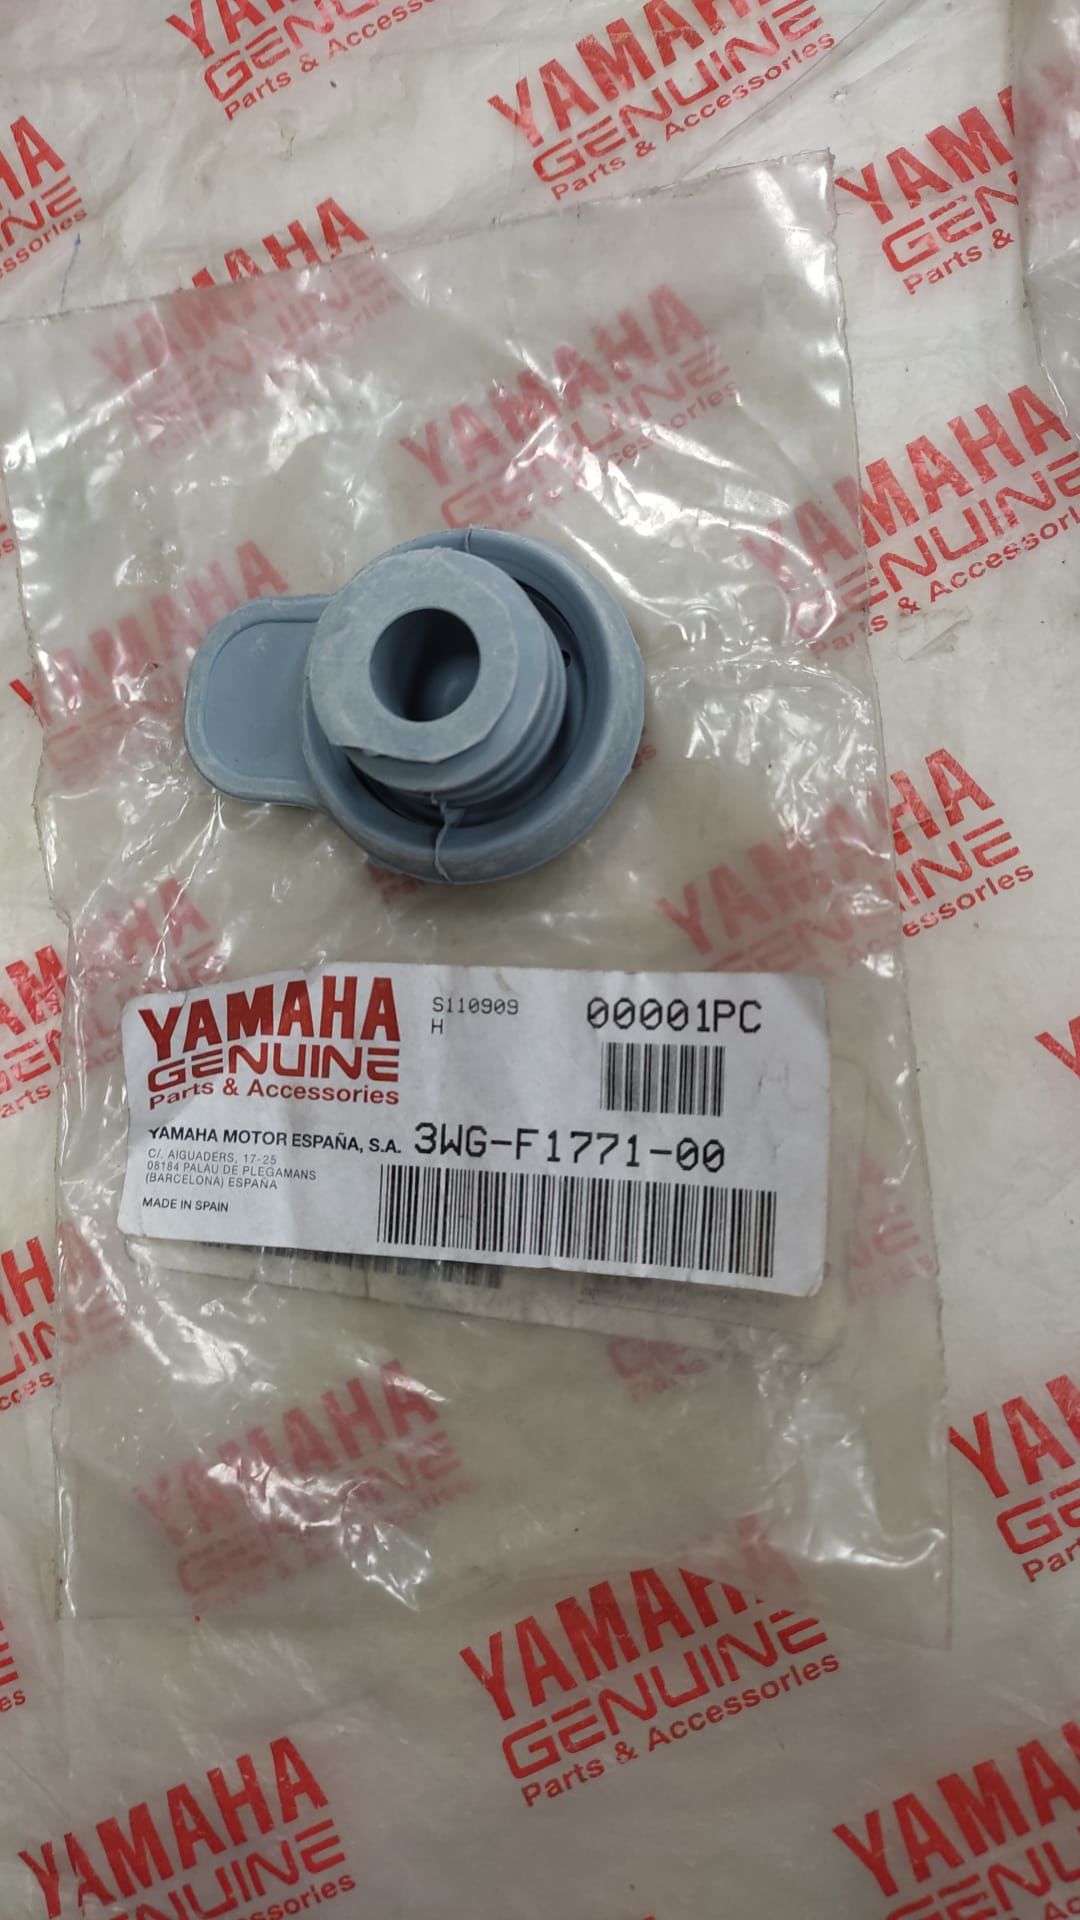 YAMAHA
GENUINE
Parts & Accessories
YAMAHA
GENUINE
Parts & Accessories
YAMAHA
GENUINE
Parts & Accessories
YAMAHA
GENUINE
Parts & Accessories
YAMAHA
GENUINE
Parts & Accessories
S110909
H
00001PC
YAMAHA MOTOR ESPAÑA, S.A.
3WG-F1771-00
C/. AIGUADERS, 17-25
08184 PALAU DE PLEGAMANS
(BARCELONA) ESPAÑA
MADE IN SPAIN
YAMAHA
GENUINE
Parts & Accessories
YAMAHA
GENUINE